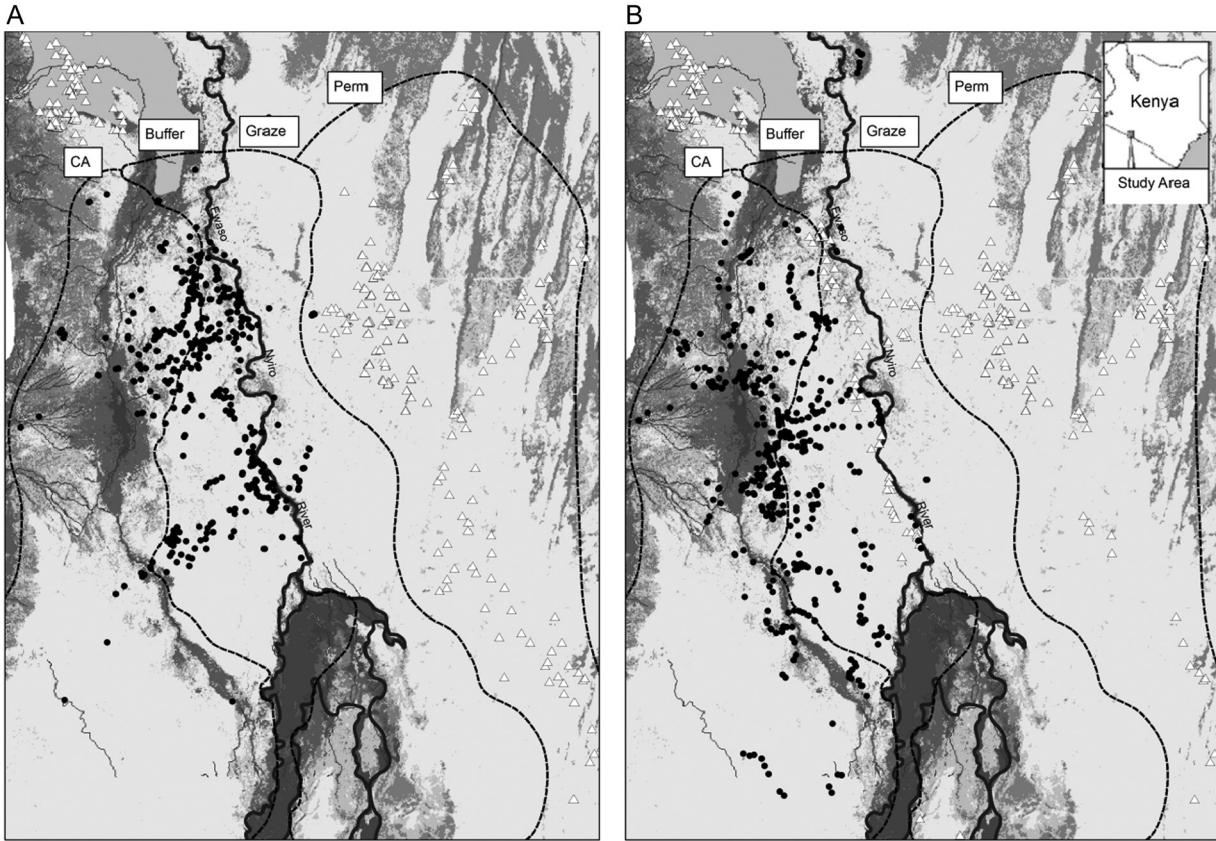 A
B
Perm
Buffer
Graze
CA
Ewaso
Nyiro
River
Perm
Buffer
Graze
CA
Ewaso
Nyiro
River
Kenya
Study Area